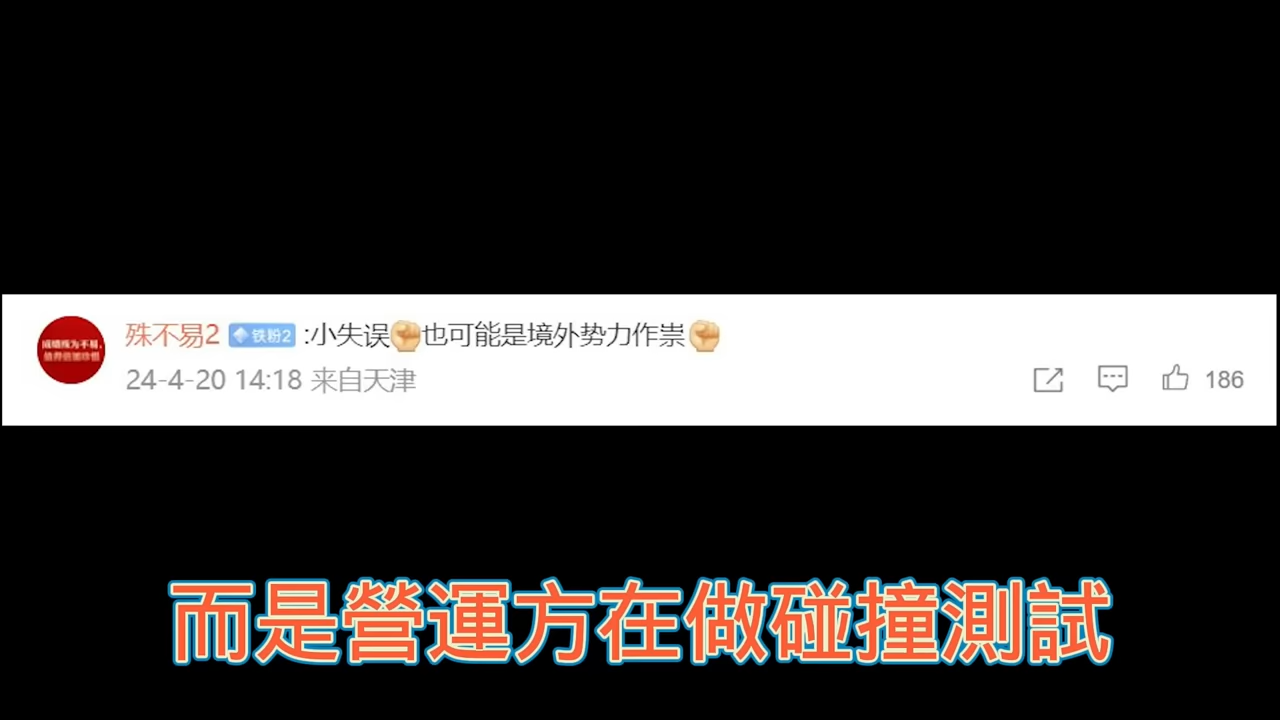 殊不易2 铁粉2 :小失误✊也可能是境外势力作祟✊
24-4-20 14:18 来自天津
186
而是營運方在做碰撞測試